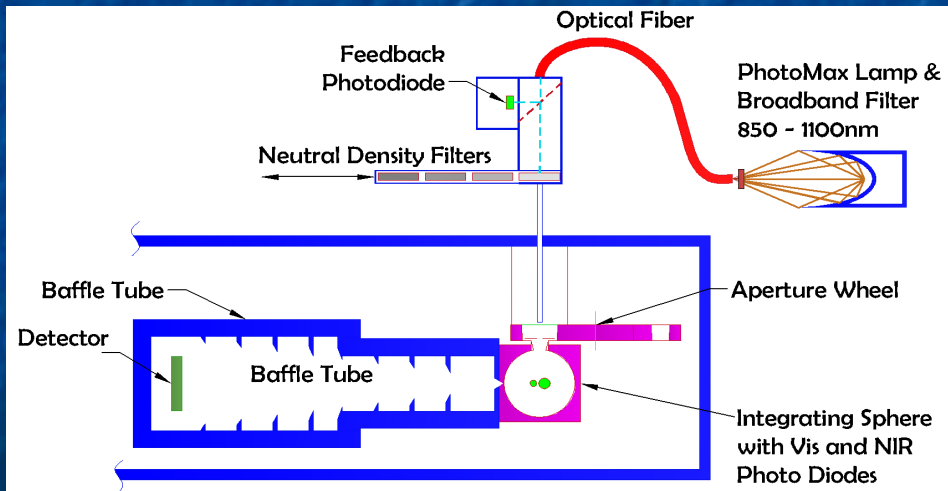 Optical Fiber
Feedback
Photodiode
PhotoMax Lamp &
Broadband Filter
850 - 1100nm
Neutral Density Filters
Baffle Tube
Aperture Wheel
Detector
Baffle Tube
Integrating Sphere
with Vis and NIR
Photo Diodes